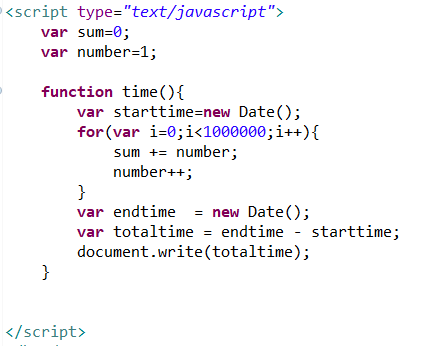 <script type="text/javascript">
var sum=0;
var number=1;
function time(){
var starttime=new Date();
for(var i=0;i<1000000;i++){
sum += number;
number++;
}
var endtime  = new Date();
var totaltime = endtime - starttime;
document.write(totaltime);
}
</script>